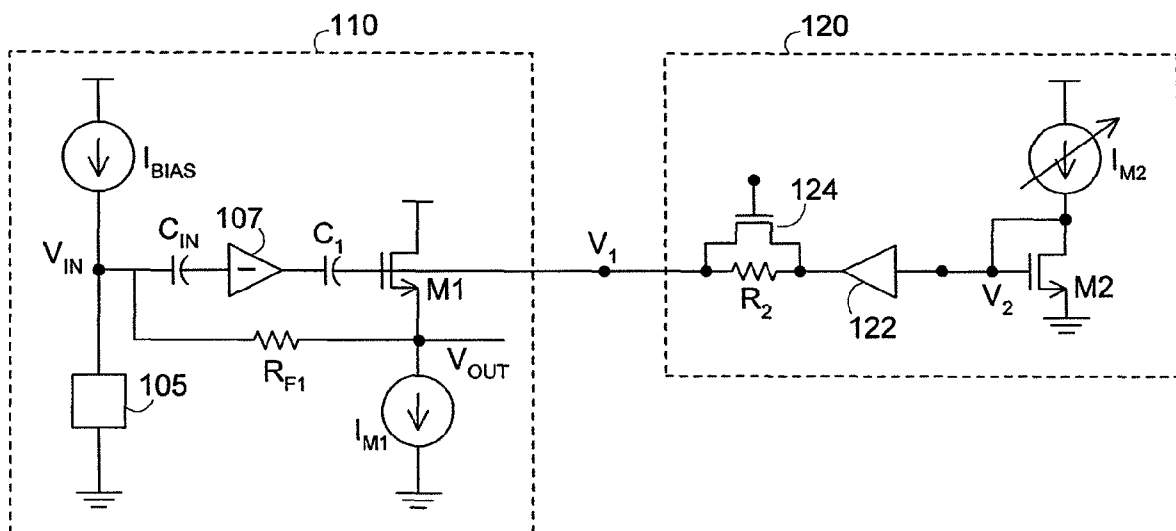 110
120
I_BIAS
I_M2
124
C_IN
107
C_1
V_IN
V_1
M1
R_2
122
V_2
M2
R_F1
V_OUT
105
I_M1